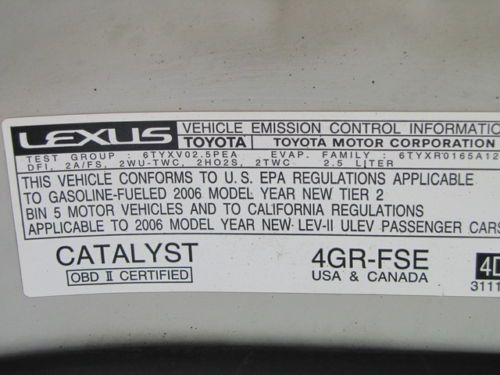 LEXUS VEHICLE EMISSION CONTROL INFORMATION
TOYOTA TOYOTA MOTOR CORPORATION
TEST GROUP : 6TYXV02.5PEA EVAP. FAMILY : 6TYXR0165A12
DFI, 2A/FS, 2WU-TWC, 2HO2S, 2TWC 2.5 LITER
THIS VEHICLE CONFORMS TO U.S. EPA REGULATIONS APPLICABLE
TO GASOLINE-FUELED 2006 MODEL YEAR NEW TIER 2
BIN 5 MOTOR VEHICLES AND TO CALIFORNIA REGULATIONS
APPLICABLE TO 2006 MODEL YEAR NEW LEV-II ULEV PASSENGER CARS
CATALYST 4GR-FSE 4D
OBD II CERTIFIED USA & CANADA 3111